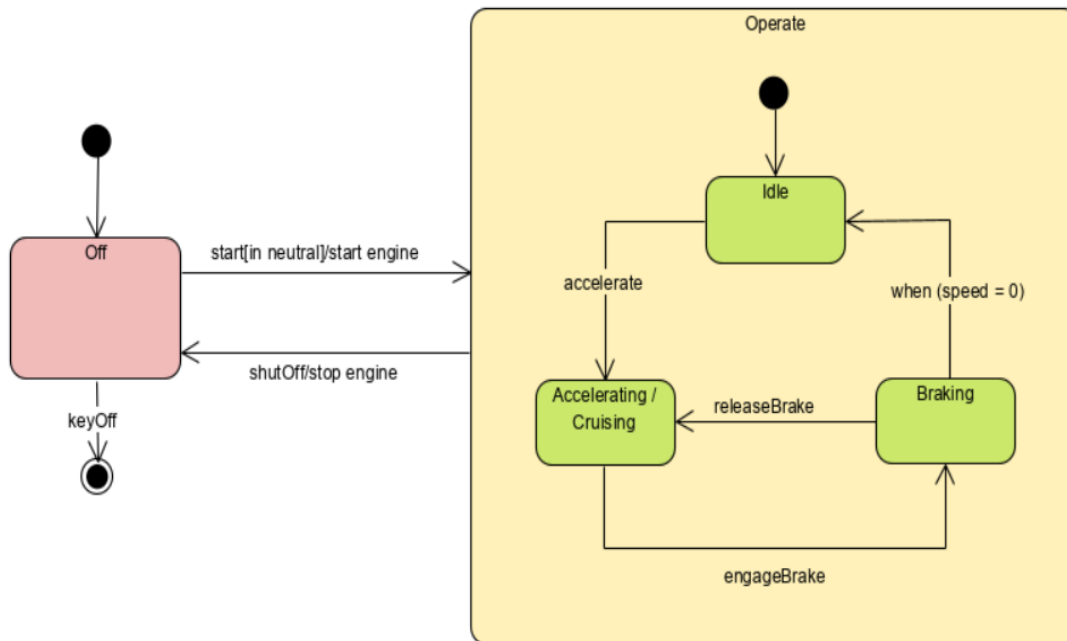 Operate
Idle
Off
start[in neutral]/start engine
accelerate
when (speed = 0)
shutOff/stop engine
Accelerating /
Cruising
releaseBrake
Braking
keyOff
engageBrake